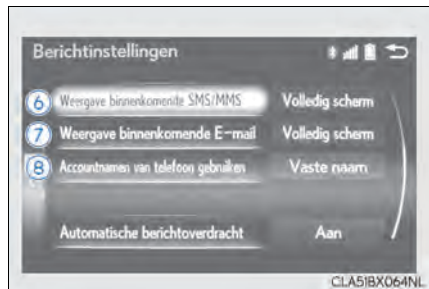 Berichtinstellingen
6 Weergave binnenkomende SMS/MMS Volledig scherm
7 Weergave binnenkomende E-mail Volledig scherm
8 Accountnamen van telefoon gebruiken Vaste naam
Automatische berichtoverdracht Aan
CLA51BX064NL